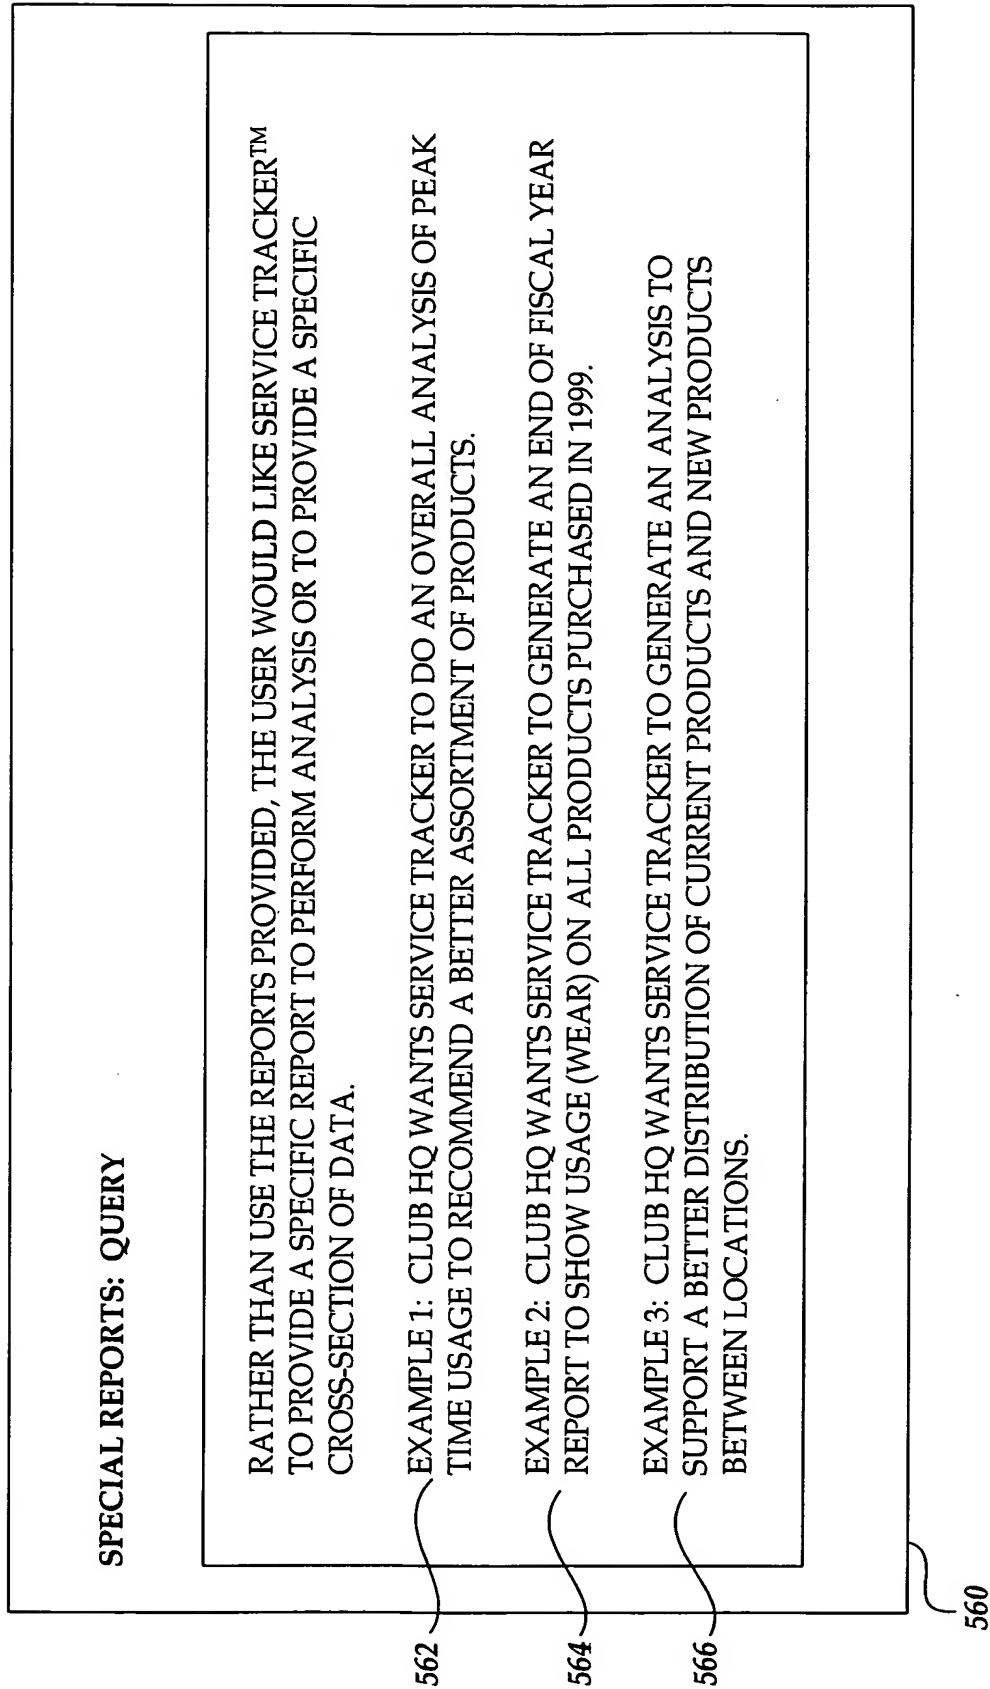 SPECIAL REPORTS: QUERY
RATHER THAN USE THE REPORTS PROVIDED, THE USER WOULD LIKE SERVICE TRACKER™
TO PROVIDE A SPECIFIC REPORT TO PERFORM ANALYSIS OR TO PROVIDE A SPECIFIC
CROSS-SECTION OF DATA.
EXAMPLE 1: CLUB HQ WANTS SERVICE TRACKER TO DO AN OVERALL ANALYSIS OF PEAK
TIME USAGE TO RECOMMEND A BETTER ASSORTMENT OF PRODUCTS.
EXAMPLE 2: CLUB HQ WANTS SERVICE TRACKER TO GENERATE AN END OF FISCAL YEAR
REPORT TO SHOW USAGE (WEAR) ON ALL PRODUCTS PURCHASED IN 1999.
EXAMPLE 3: CLUB HQ WANTS SERVICE TRACKER TO GENERATE AN ANALYSIS TO
SUPPORT A BETTER DISTRIBUTION OF CURRENT PRODUCTS AND NEW PRODUCTS
BETWEEN LOCATIONS.
562
564
566
560